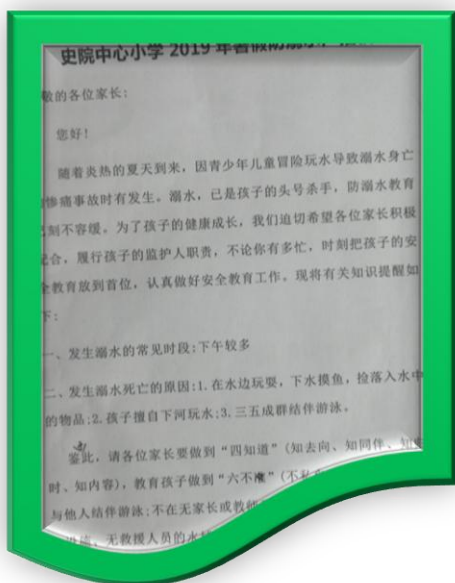 史院中心小学 2019 年暑假防溺水
敬的各位家长:
您好!
随着炎热的夏天到来，因青少年儿童冒险玩水导致溺水身亡
惨痛事故时有发生。溺水，已是孩子的头号杀手，防溺水教育
刻不容缓。为了孩子的健康成长，我们迫切希望各位家长积极
配合，履行孩子的监护人职责，不论你有多忙，时刻把孩子的安
全教育放到首位，认真做好安全教育工作。现将有关知识提醒如
下:
一、发生溺水的常见时段:下午较多
二、发生溺水死亡的原因:1.在水边玩耍，下水摸鱼，捡落入水中
的物品;2.孩子擅自下河玩水;3.三五成群结伴游泳。
鉴此，请各位家长要做到“四知道”(知去向、知同伴、知
时、知内容)，教育孩子做到“六不准”(不私
与他人结伴游泳;不在无家长或教师
无救援人员的水